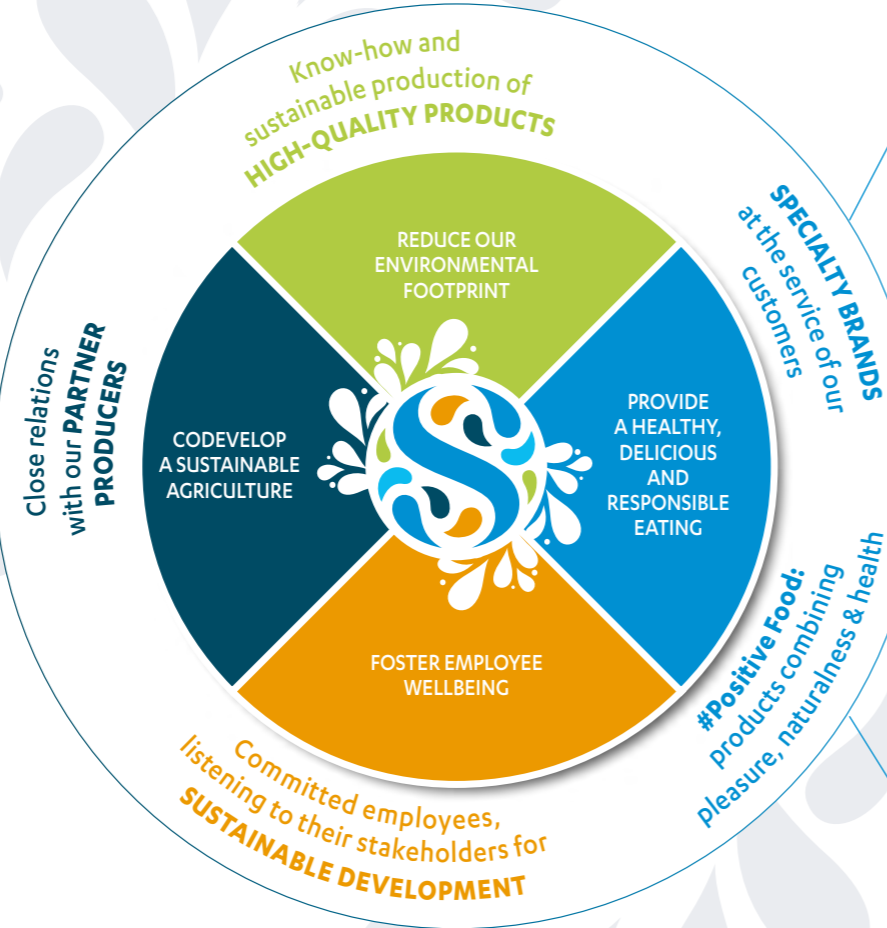 Know-how and
sustainable production of
HIGH-QUALITY PRODUCTS
SPECIALTY BRANDS
at the service of our
customers
REDUCE OUR
ENVIRONMENTAL
FOOTPRINT
Close relations
with our PARTNER
PRODUCERS
CODEVELOP
A SUSTAINABLE
AGRICULTURE
PROVIDE
A HEALTHY,
DELICIOUS
AND
RESPONSIBLE
EATING
FOSTER EMPLOYEE
WELLBEING
#Positive Food:
products combining
pleasure, naturalness & health
Committed employees,
listening to their stakeholders for
SUSTAINABLE DEVELOPMENT